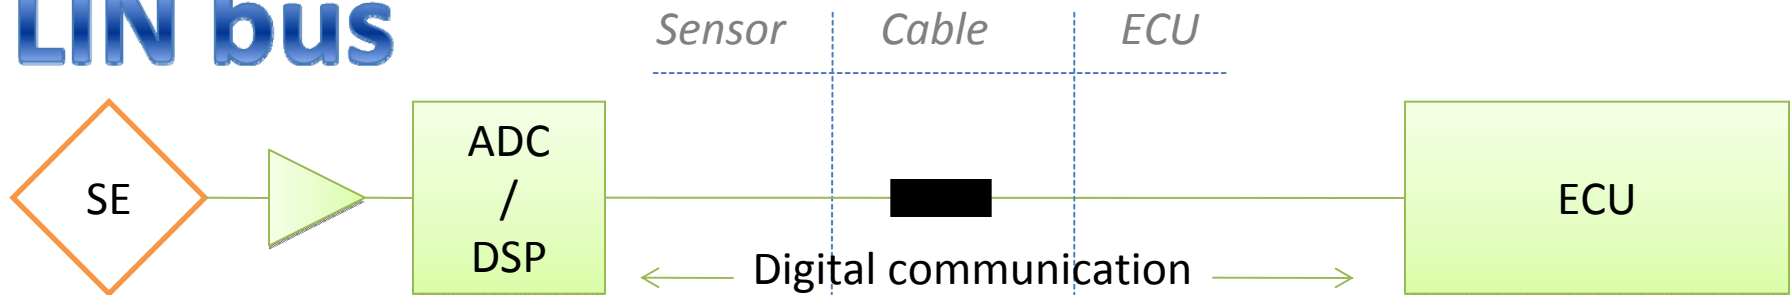 LIN bus
Sensor Cable ECU
SE
ADC
/
DSP
ECU
Digital communication